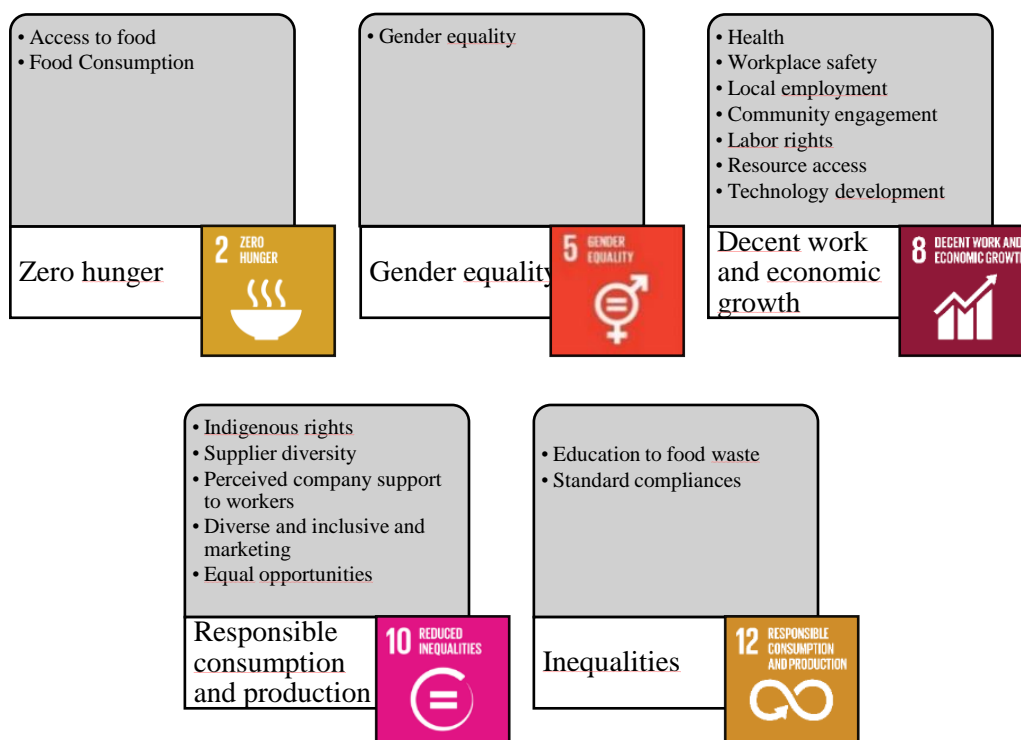 • Access to food
• Food Consumption
Zero hunger
2 ZERO
HUNGER
• Gender equality
Gender equality
5 GENDER
EQUALITY
• Health
• Workplace safety
• Local employment
• Community engagement
• Labor rights
• Resource access
• Technology development
Decent work
and economic
growth
8 DECENT WORK AND
ECONOMIC GROWTH
• Indigenous rights
• Supplier diversity
• Perceived company support
to workers
• Diverse and inclusive and
marketing
• Equal opportunities
Responsible
consumption
and production
10 REDUCED
INEQUALITIES
• Education to food waste
• Standard compliances
Inequalities
12 RESPONSIBLE
CONSUMPTION
AND PRODUCTION